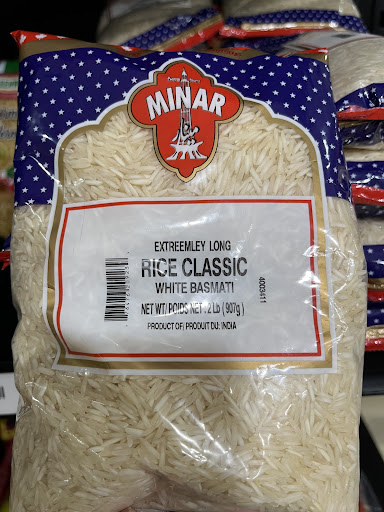 MINAR
EXTREEMLEY LONG
RICE CLASSIC
WHITE BASMATI
NET WT/ POIDS NET: 2 Lb ( 907g )
PRODUCT OF/ PRODUIT DU: INDIA
4003411